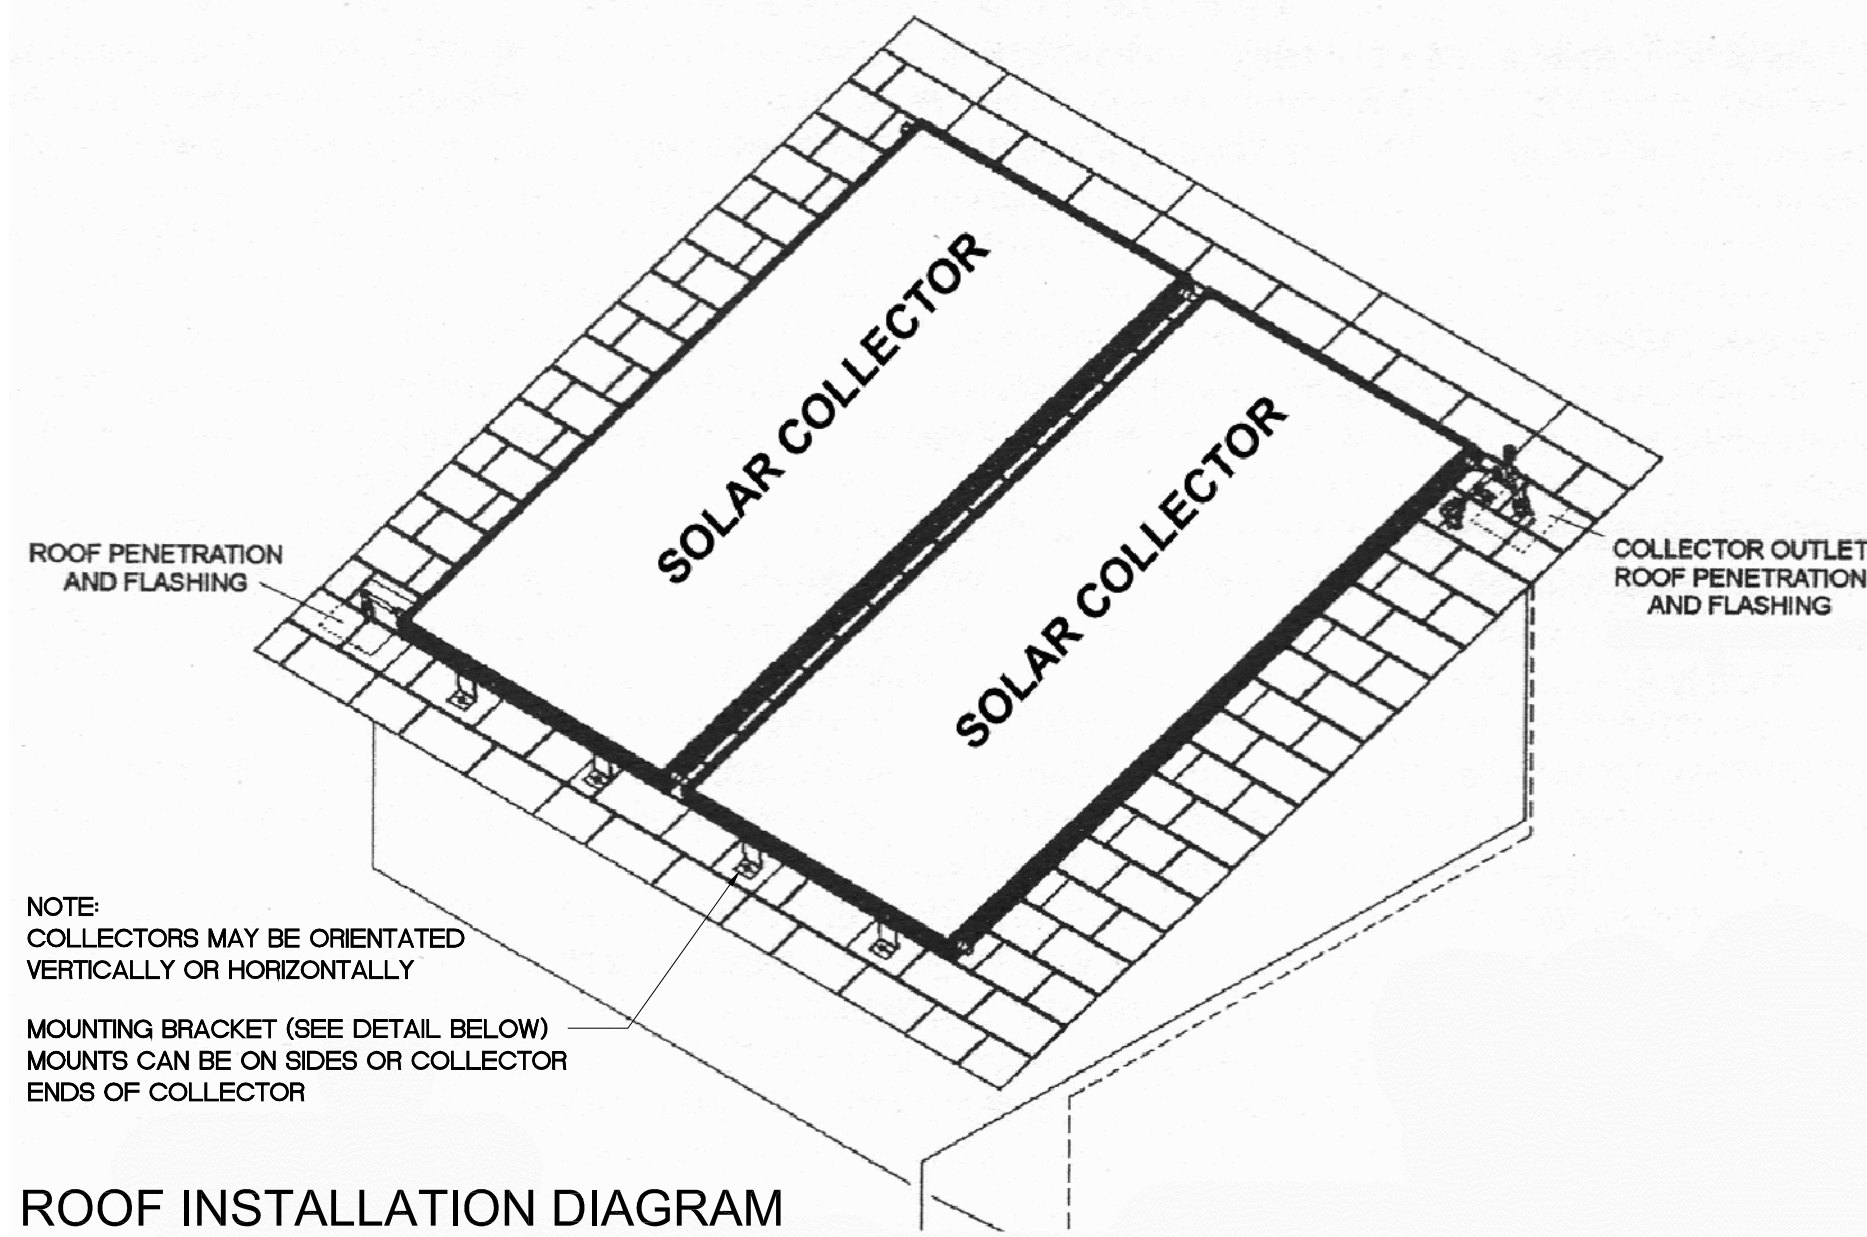 SOLAR COLLECTOR
SOLAR COLLECTOR
ROOF PENETRATION
AND FLASHING
COLLECTOR OUTLET
ROOF PENETRATION
AND FLASHING
NOTE:
COLLECTORS MAY BE ORIENTATED
VERTICALLY OR HORIZONTALLY
MOUNTING BRACKET (SEE DETAIL BELOW)
MOUNTS CAN BE ON SIDES OR COLLECTOR
ENDS OF COLLECTOR
ROOF INSTALLATION DIAGRAM